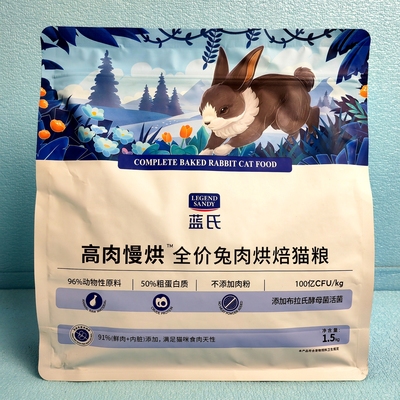 COMPLETE BAKED RABBIT CAT FOOD
LEGEND
SANDY
蓝氏
高肉慢烘™全价兔肉烘焙猫粮
96%动物性原料 50%粗蛋白质 不添加肉粉 100亿CFU/kg
添加布拉氏酵母菌活菌
91%(鲜肉+内脏)添加,满足猫咪食肉天性
净含量
1.5kg